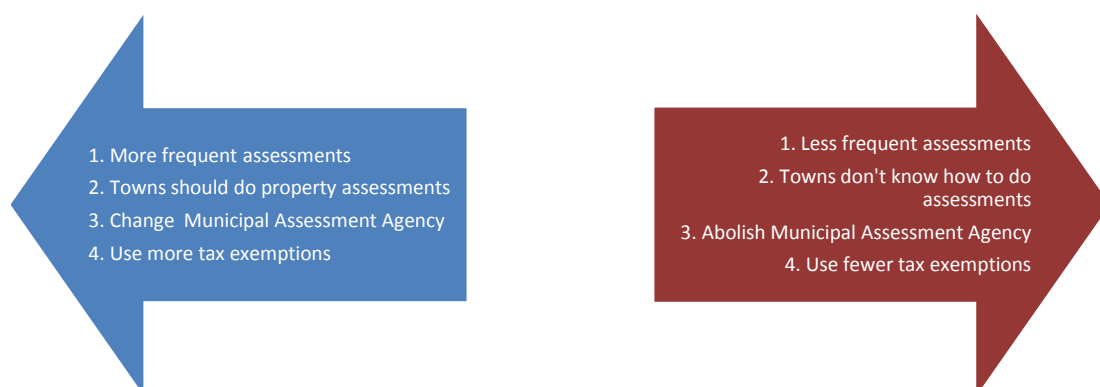 1. More frequent assessments
2. Towns should do property assessments
3. Change  Municipal Assessment Agency
4. Use more tax exemptions
1. Less frequent assessments
2. Towns don't know how to do
assessments
3. Abolish Municipal Assessment Agency
4. Use fewer tax exemptions